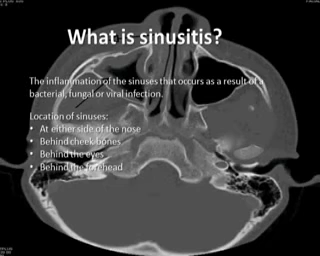 What is sinusitis?
The inflammation of the sinuses that occurs as a result of a
bacterial, fungal or viral infection.
Location of sinuses:
• At either side of the nose
• Behind cheek bones
• Behind the eyes
• Behind the forehead